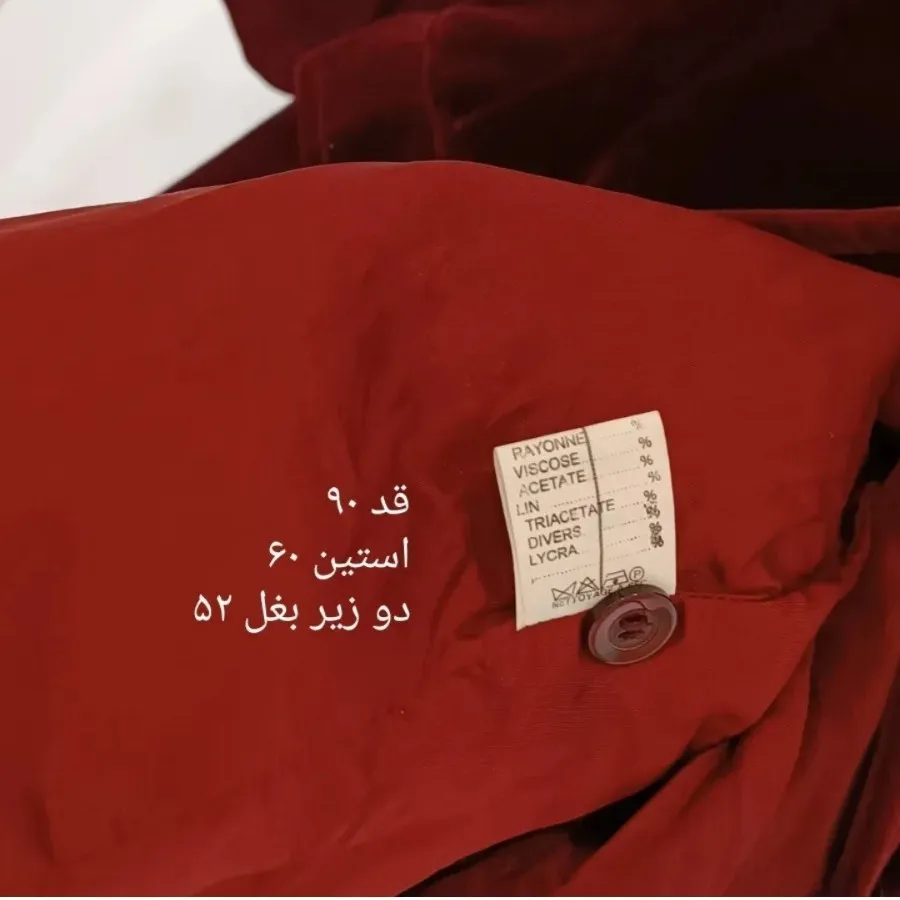 قد ۹۰
استین ۶۰
دو زیر بغل ۵۲
RAYONNE %
VISCOSE %
ACETATE %
LIN %
TRIACETATE %
DIVERS %
LYCRA %